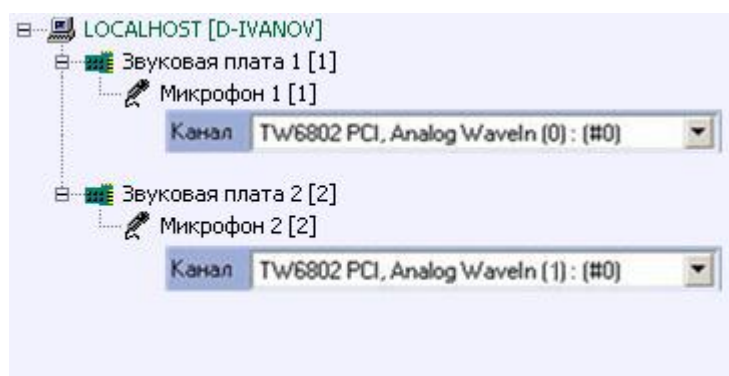 LOCALHOST [D-IVANOV]
Звуковая плата 1 [1]
Микрофон 1 [1]
Канал TW6802 PCI, Analog WaveIn (0) : (#0)
Звуковая плата 2 [2]
Микрофон 2 [2]
Канал TW6802 PCI, Analog WaveIn (1) : (#0)